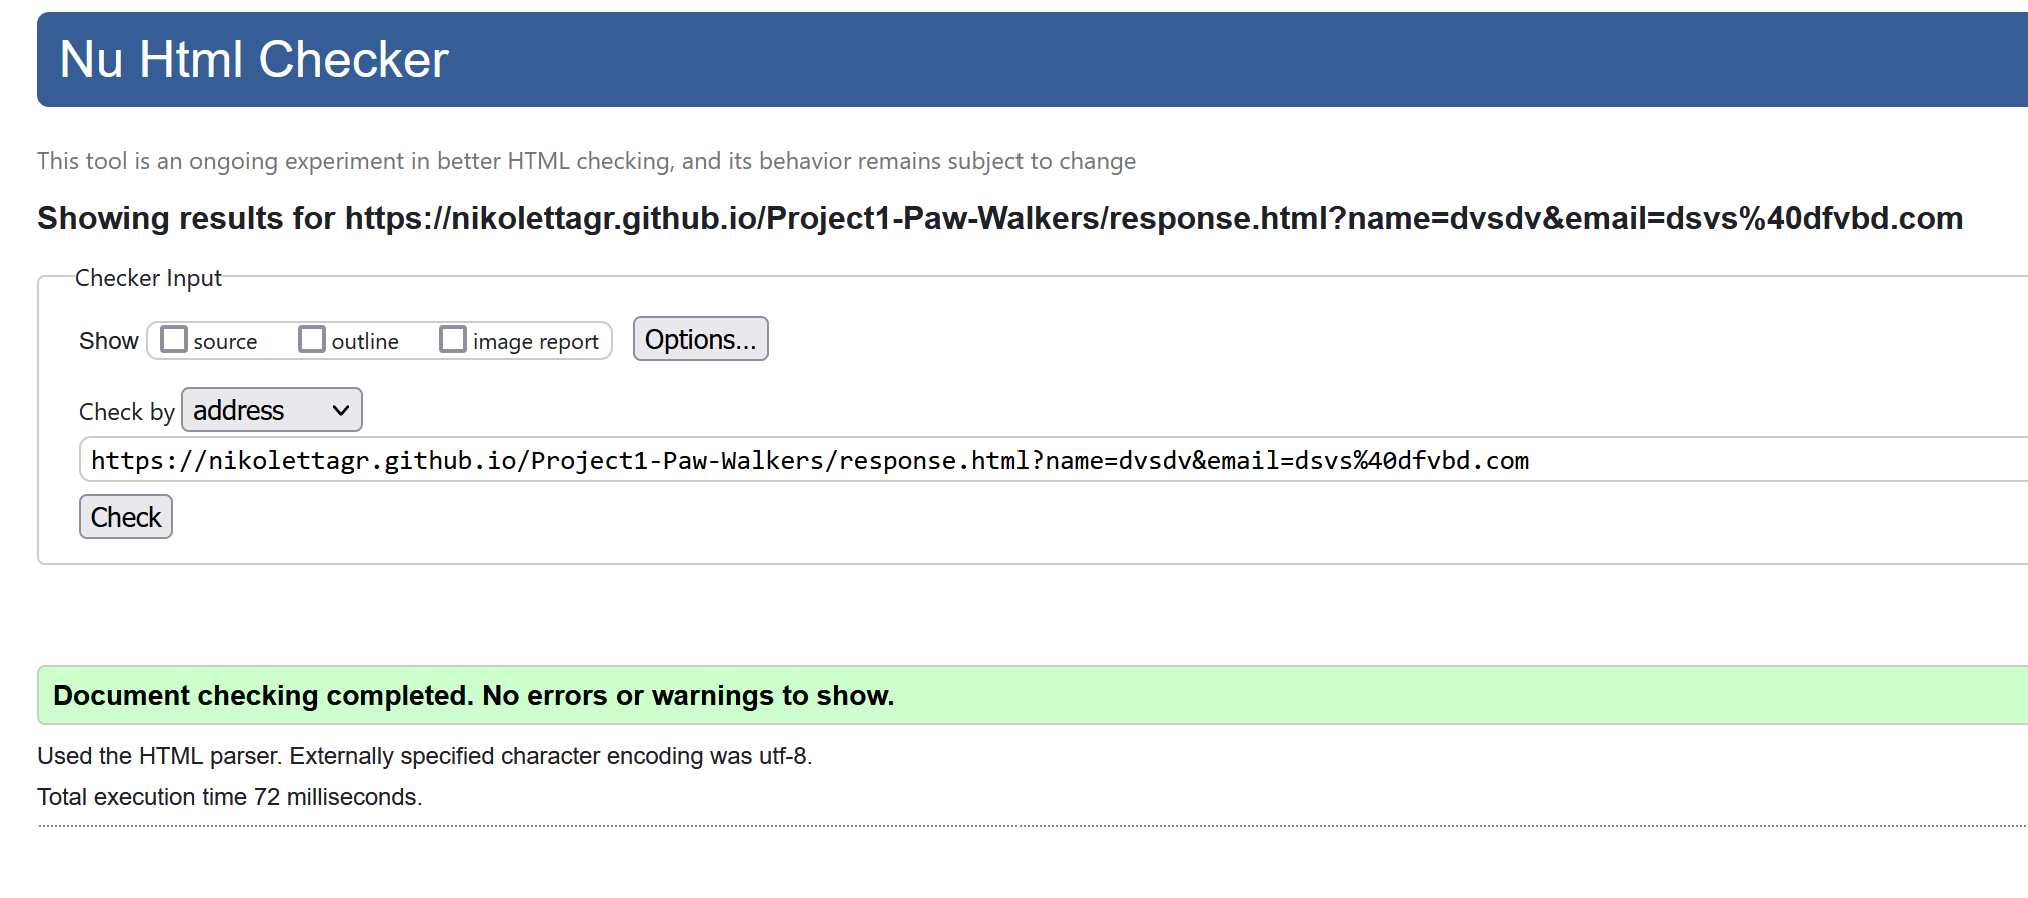 Nu Html Checker
This tool is an ongoing experiment in better HTML checking, and its behavior remains subject to change
Showing results for https://nikolettagr.github.io/Project1-Paw-Walkers/response.html?name=dvsdv&email=dsvs%40dfvbd.com
Checker Input
Show source outline image report Options...
Check by address
https://nikolettagr.github.io/Project1-Paw-Walkers/response.html?name=dvsdv&email=dsvs%40dfvbd.com
Check
Document checking completed. No errors or warnings to show.
Used the HTML parser. Externally specified character encoding was utf-8.
Total execution time 72 milliseconds.